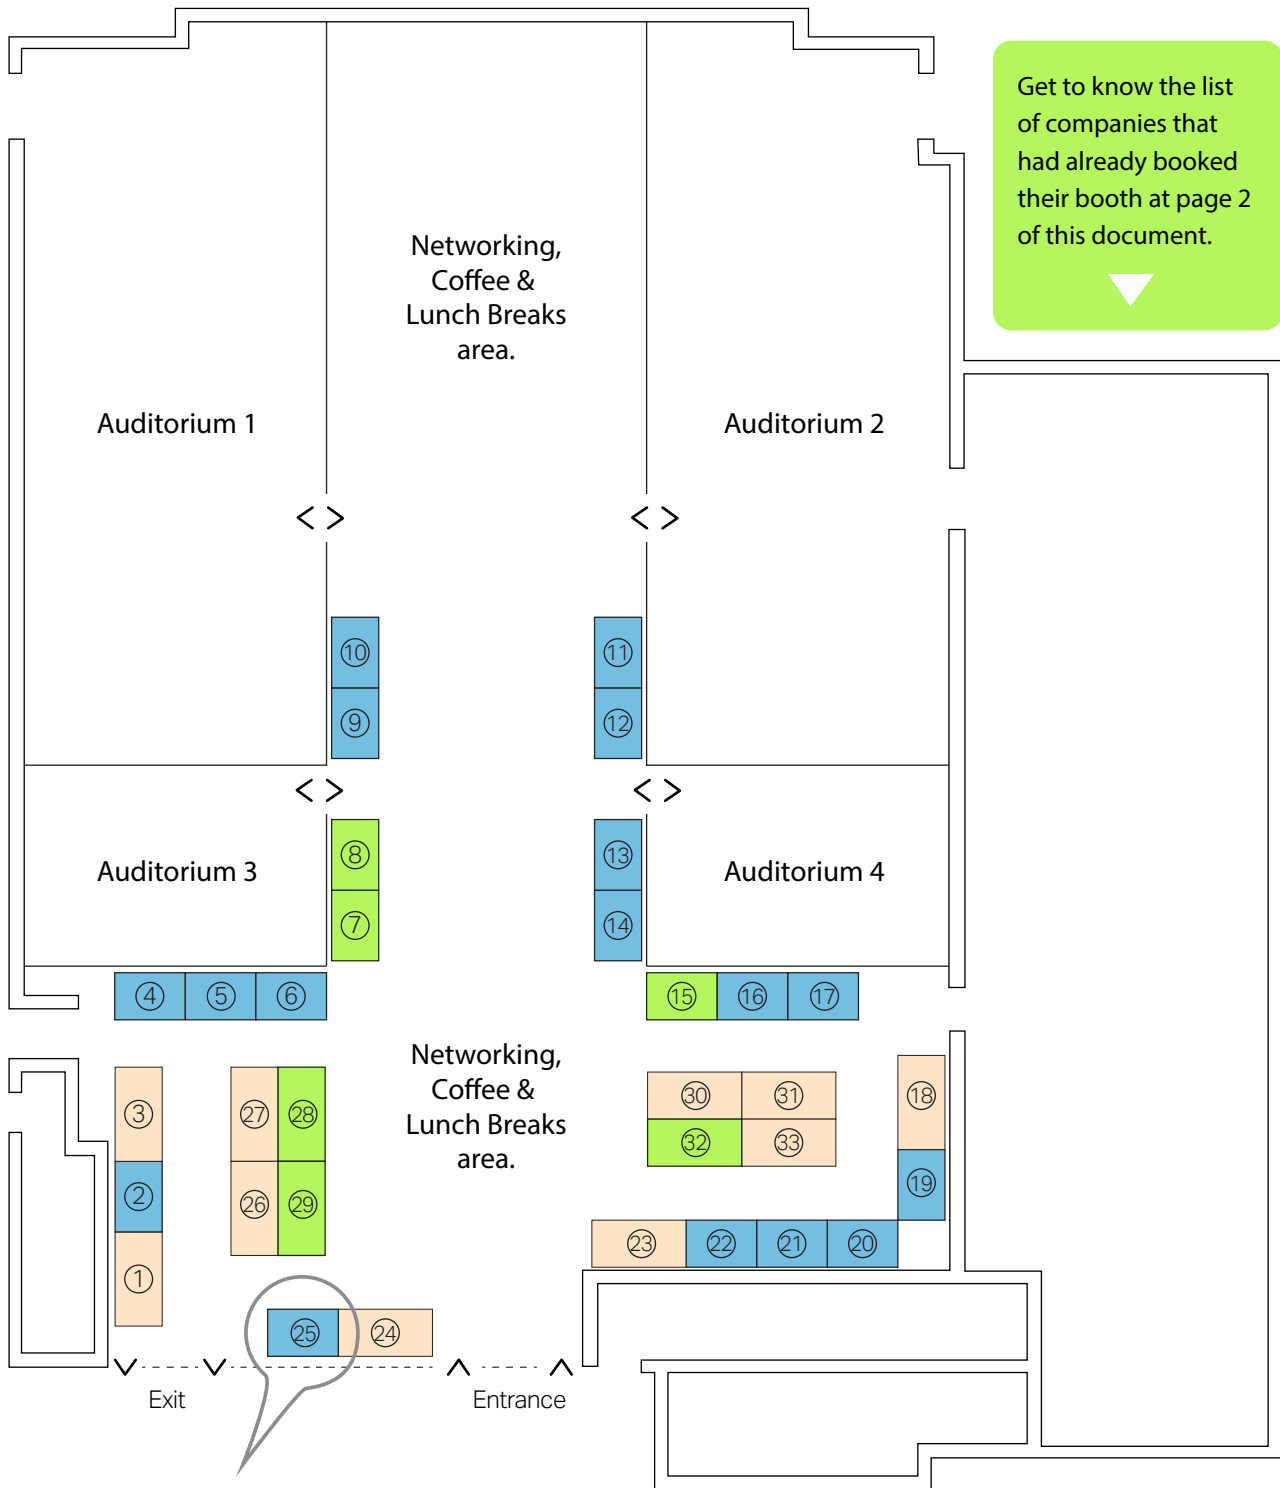 Get to know the list
of companies that
had already booked
their booth at page 2
of this document.
Networking,
Coffee &
Lunch Breaks
area.
Auditorium 1
Auditorium 2
10
11
9
12
8
13
Auditorium 3
Auditorium 4
7
14
4 5 6
15 16 17
Networking,
Coffee &
Lunch Breaks
area.
3
27 28
30 31
18
32 33
2
26 29
19
23 22 21 20
1
25 24
Exit
Entrance